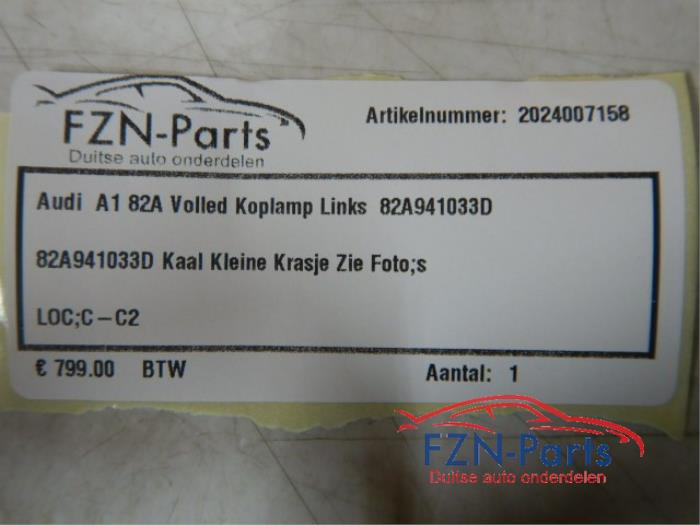 FZN-Parts
Duitse auto onderdelen
Artikelnummer: 2024007158
Audi A1 82A Volled Koplamp Links 82A941033D
82A941033D Kaal Kleine Krasje Zie Foto;s
LOC;C-C2
€ 799.00 BTW
Aantal: 1
FZN-Parts
Duitse auto onderdelen